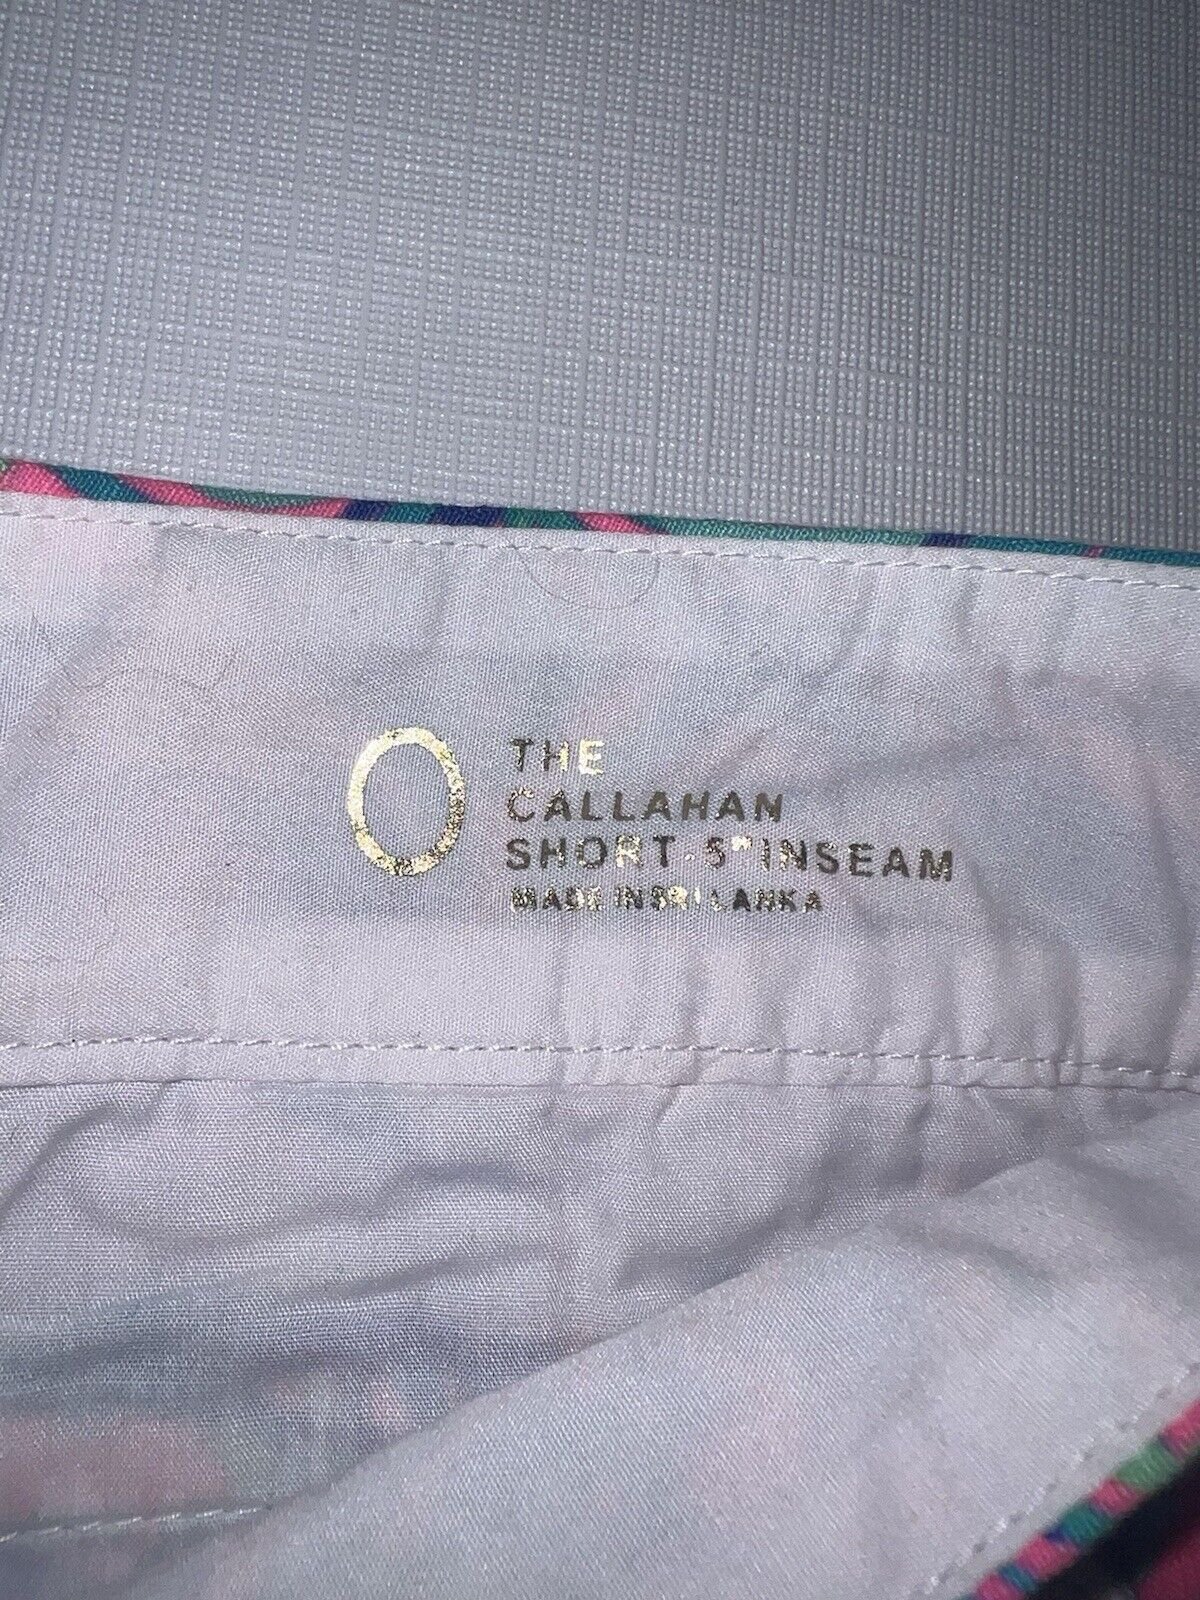 0
THE
CALLAHAN
SHORT - 5" INSEAM
MADE IN SRI LANKA